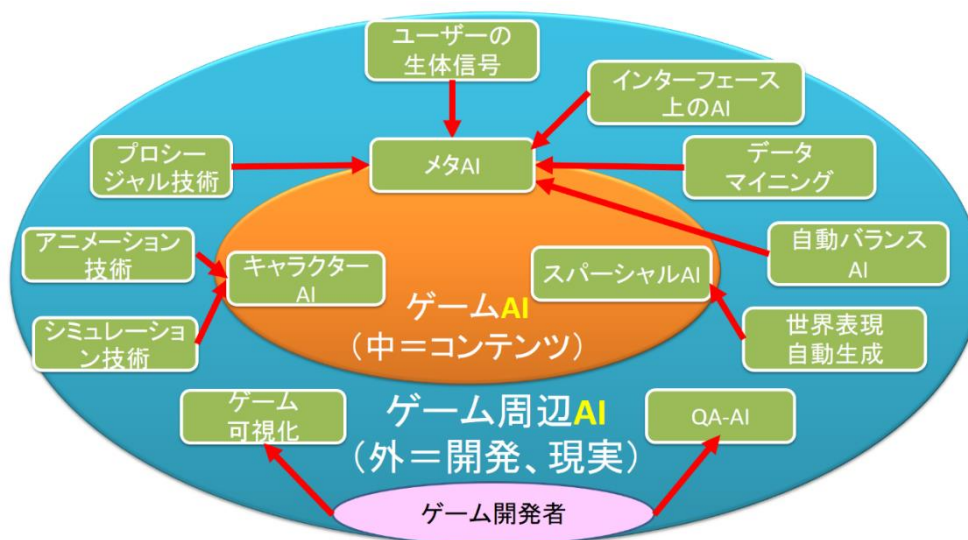 ユーザーの
生体信号
インターフェース
上のAI
プロシー
ジャル技術
メタAI
データ
マイニング
アニメーション
技術
キャラクター
AI
スパーシャルAI
自動バランス
AI
シミュレーショ
ン技術
ゲームAI
(中=コンテンツ)
世界表現
自動生成
ゲーム
可視化
ゲーム周辺AI
(外=開発、現実)
QA-AI
ゲーム開発者